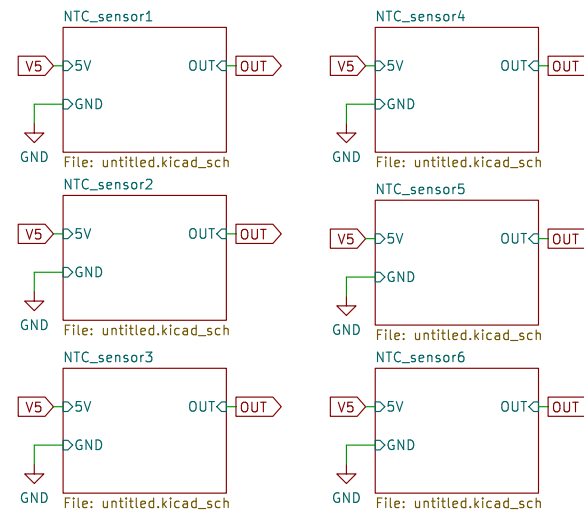 NTC_sensor1
V5 5V OUT OUT
GND
GND
File: untitled.kicad_sch
NTC_sensor2
V5 5V OUT OUT
GND
GND
File: untitled.kicad_sch
NTC_sensor3
V5 5V OUT OUT
GND
GND
File: untitled.kicad_sch
NTC_sensor4
V5 5V OUT OUT
GND
GND
File: untitled.kicad_sch
NTC_sensor5
V5 5V OUT OUT
GND
GND
File: untitled.kicad_sch
NTC_sensor6
V5 5V OUT OUT
GND
GND
File: untitled.kicad_sch